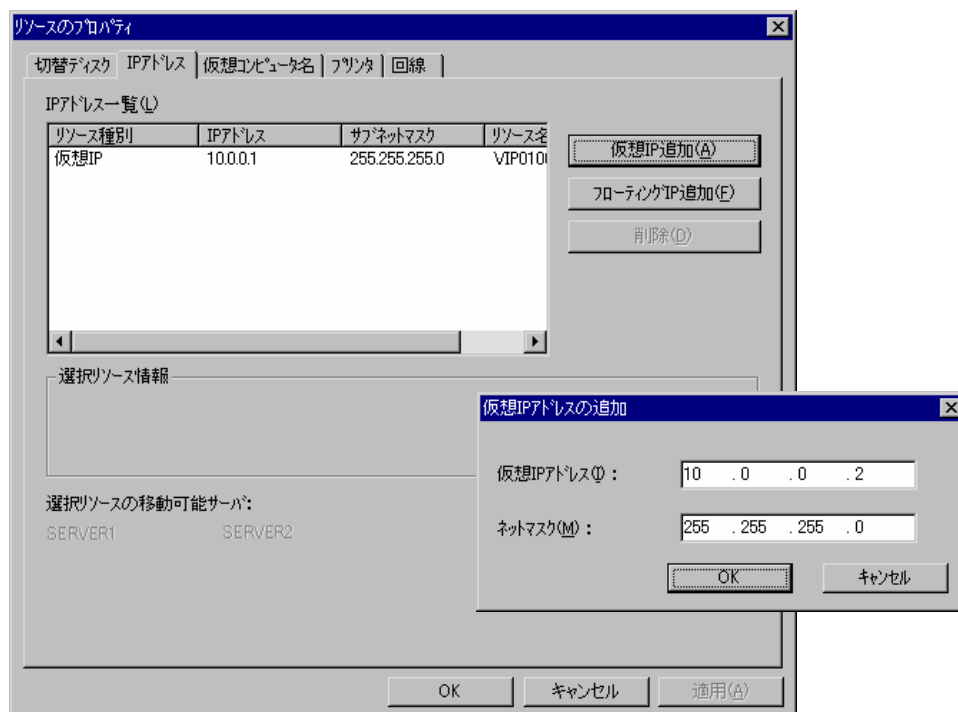 リソースのプロパティ
切替ディスク IPアドレス 仮想コンピュータ名 プリンタ 回線
IPアドレス一覧(L)
リソース種別 IPアドレス サブネットマスク リソース名
仮想IP 10.0.0.1 255.255.255.0 VIP010
仮想IP追加(A)
フローティングIP追加(F)
削除(D)
選択リソース情報
選択リソースの移動可能サーバ:
SERVER1 SERVER2
仮想IPアドレスの追加
仮想IPアドレス(I):
10 .0 .0 .2
ネットマスク(M):
255 .255 .255 .0
OK キャンセル
OK キャンセル 適用(A)